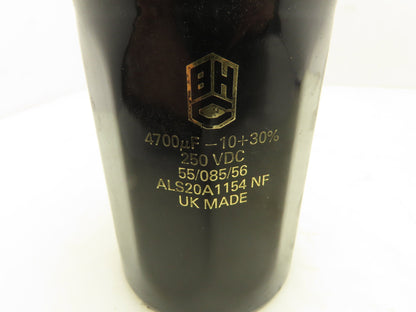 BHC
4700µF -10+30%
250 VDC
55/085/56
ALS20A1154 NF
UK MADE